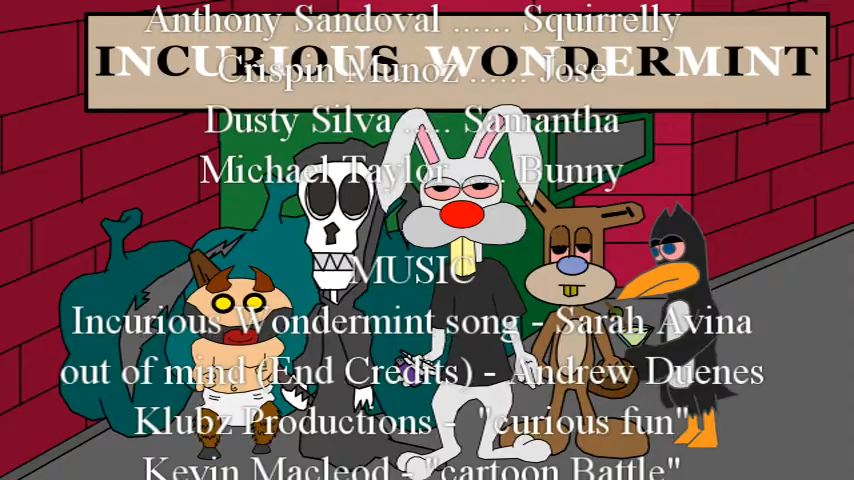 Anthony Sandoval ...... Squirrelly
INCURIOUS WONDERMINT
Crispin Munoz ...... Jose
Dusty Silva ..... Samantha
Michael Taylor ..... Bunny
MUSIC
Incurious Wondermint song - Sarah Avina
out of mind (End Credits) - Andrew Duenes
Klubz Productions - "curious fun"
Kevin Macleod - "cartoon Battle"